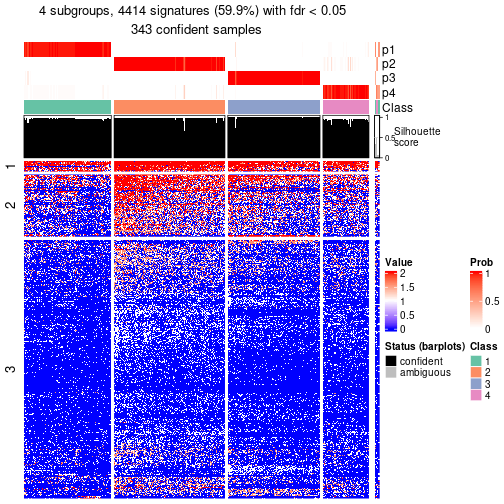 4 subgroups, 4414 signatures (59.9%) with fdr < 0.05
343 confident samples
p1
p2
p3
p4
Class
1
0.5
0
Silhouette
score
1
2
3
Value
2
1.5
1
0.5
0
Prob
1
0.5
0
Status (barplots)
confident
ambiguous
Class
1
2
3
4